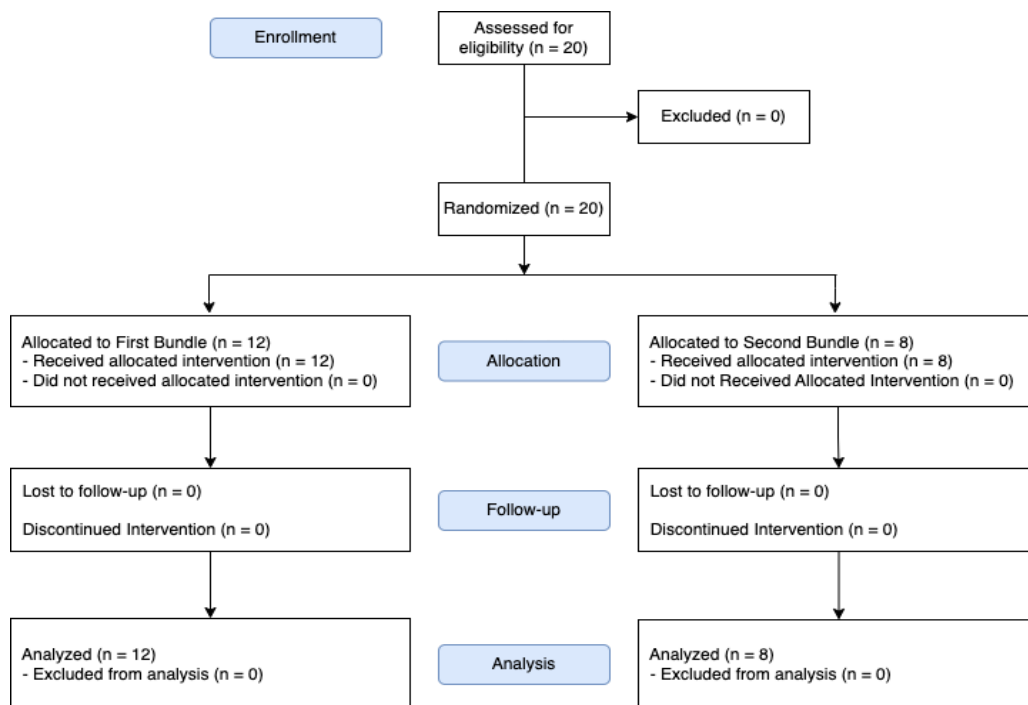 Enrollment
Assessed for
eligibility (n = 20)
Excluded (n = 0)
Randomized (n = 20)
Allocated to First Bundle (n = 12)
- Received allocated intervention (n = 12)
- Did not received allocated intervention (n = 0)
Allocation
Allocated to Second Bundle (n = 8)
- Received allocated intervention (n = 8)
- Did not Received Allocated Intervention (n = 0)
Lost to follow-up (n = 0)
Discontinued Intervention (n = 0)
Follow-up
Lost to follow-up (n = 0)
Discontinued Intervention (n = 0)
Analyzed (n = 12)
- Excluded from analysis (n = 0)
Analysis
Analyzed (n = 8)
- Excluded from analysis (n = 0)